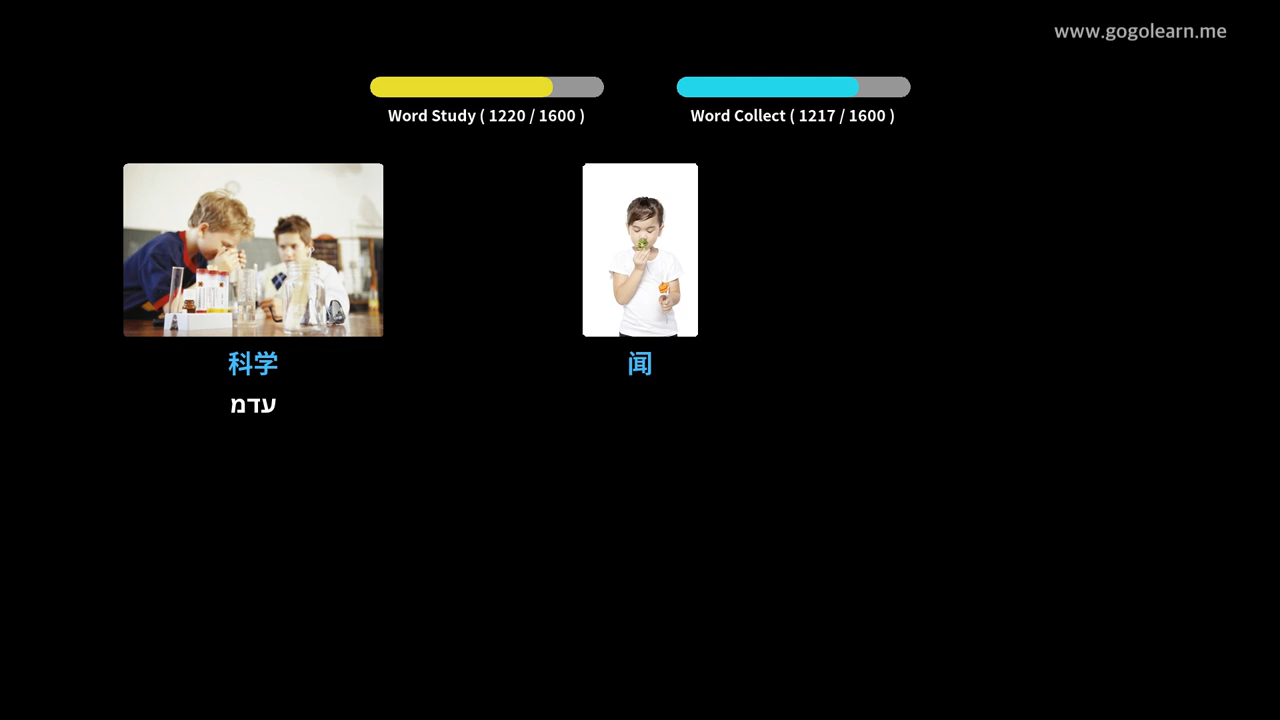 www.gogolearn.me
Word Study ( 1220 / 1600 )
Word Collect ( 1217 / 1600 )
科学
עדמ
闻